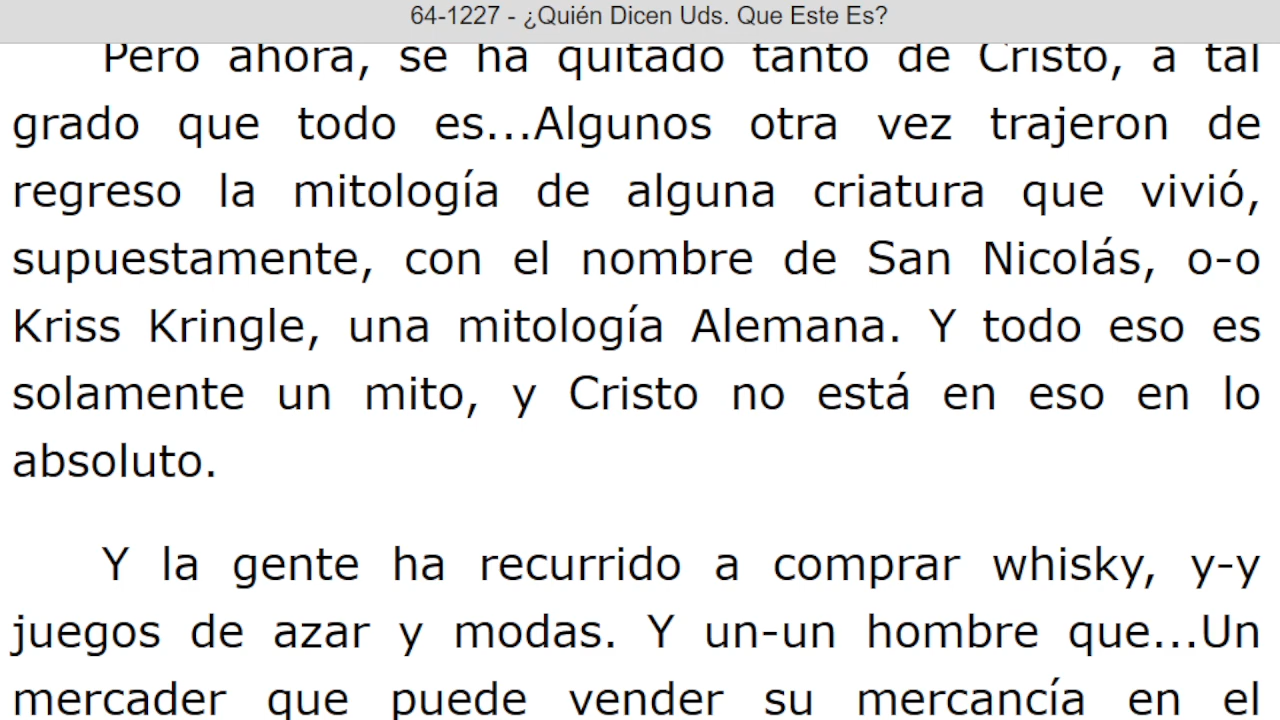 64-1227 - ¿Quién Dicen Uds. Que Este Es?
Pero ahora, se ha quitado tanto de Cristo, a tal
grado que todo es...Algunos otra vez trajeron de
regreso la mitología de alguna criatura que vivió,
supuestamente, con el nombre de San Nicolás, o-o
Kriss Kringle, una mitología Alemana. Y todo eso es
solamente un mito, y Cristo no está en eso en lo
absoluto.
Y la gente ha recurrido a comprar whisky, y-y
juegos de azar y modas. Y un-un hombre que...Un
mercader que puede vender su mercancía en el